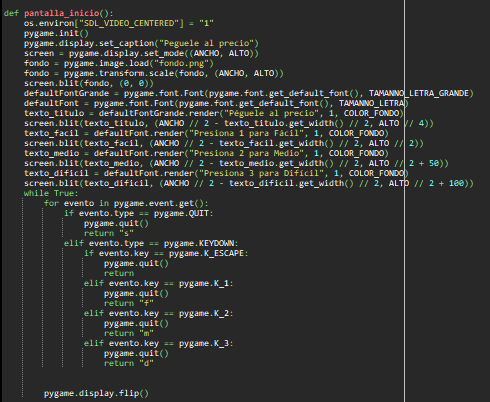 def pantalla_inicio():
    os.environ["SDL_VIDEO_CENTERED"] = "1"
    pygame.init()
    pygame.display.set_caption("Peguele al precio")
    screen = pygame.display.set_mode((ANCHO, ALTO))
    fondo = pygame.image.load("fondo.png")
    fondo = pygame.transform.scale(fondo, (ANCHO, ALTO))
    screen.blit(fondo, (0, 0))
    defaultFontGrande = pygame.font.Font(pygame.font.get_default_font(), TAMANNO_LETRA_GRANDE)
    defaultFont = pygame.font.Font(pygame.font.get_default_font(), TAMANNO_LETRA)
    texto_titulo = defaultFontGrande.render("Péguele al precio", 1, COLOR_FONDO)
    screen.blit(texto_titulo, (ANCHO // 2 - texto_titulo.get_width() // 2, ALTO // 4))
    texto_facil = defaultFont.render("Presiona 1 para Fácil", 1, COLOR_FONDO)
    screen.blit(texto_facil, (ANCHO // 2 - texto_facil.get_width() // 2, ALTO // 2))
    texto_medio = defaultFont.render("Presiona 2 para Medio", 1, COLOR_FONDO)
    screen.blit(texto_medio, (ANCHO // 2 - texto_medio.get_width() // 2, ALTO // 2 + 50))
    texto_dificil = defaultFont.render("Presiona 3 para Difícil", 1, COLOR_FONDO)
    screen.blit(texto_dificil, (ANCHO // 2 - texto_dificil.get_width() // 2, ALTO // 2 + 100))
    while True:
        for evento in pygame.event.get():
            if evento.type == pygame.QUIT:
                pygame.quit()
                return "s"
            elif evento.type == pygame.KEYDOWN:
                if evento.key == pygame.K_ESCAPE:
                    pygame.quit()
                    return
                elif evento.key == pygame.K_1:
                    pygame.quit()
                    return "f"
                elif evento.key == pygame.K_2:
                    pygame.quit()
                    return "m"
                elif evento.key == pygame.K_3:
                    pygame.quit()
                    return "d"
        pygame.display.flip()